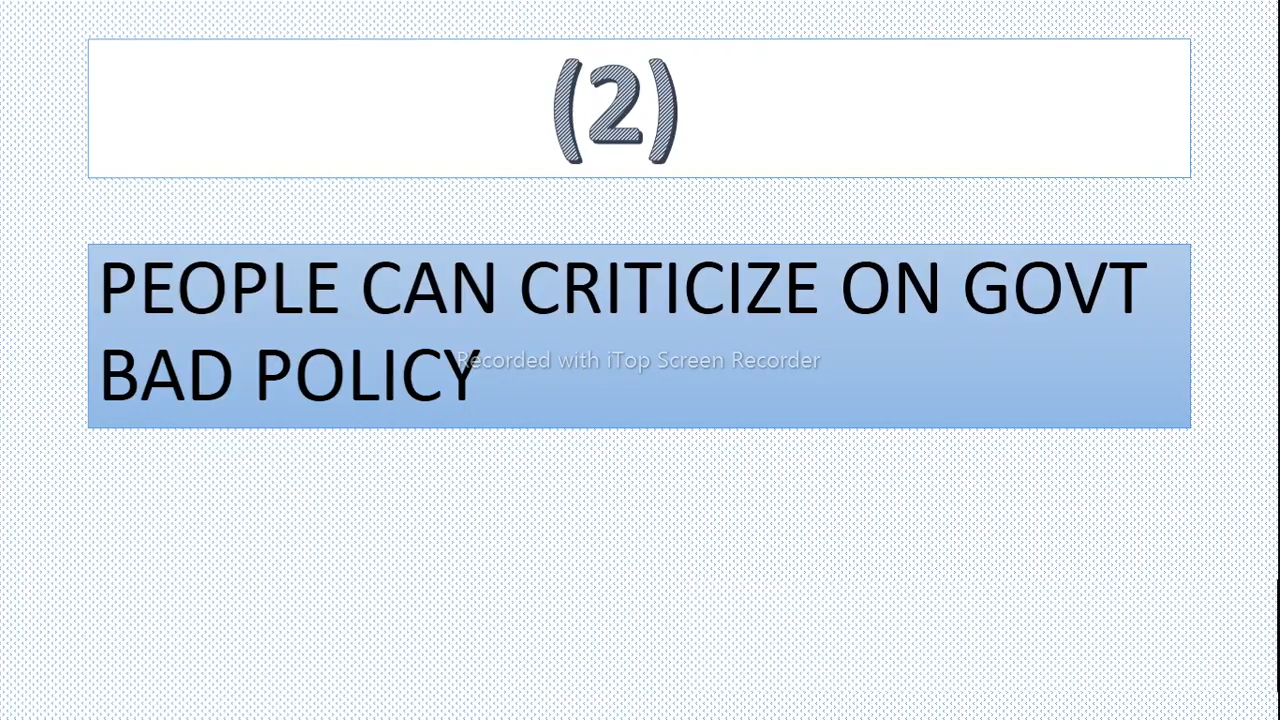 (2)
PEOPLE CAN CRITICIZE ON GOVT
BAD POLICY
Recorded with iTop Screen Recorder